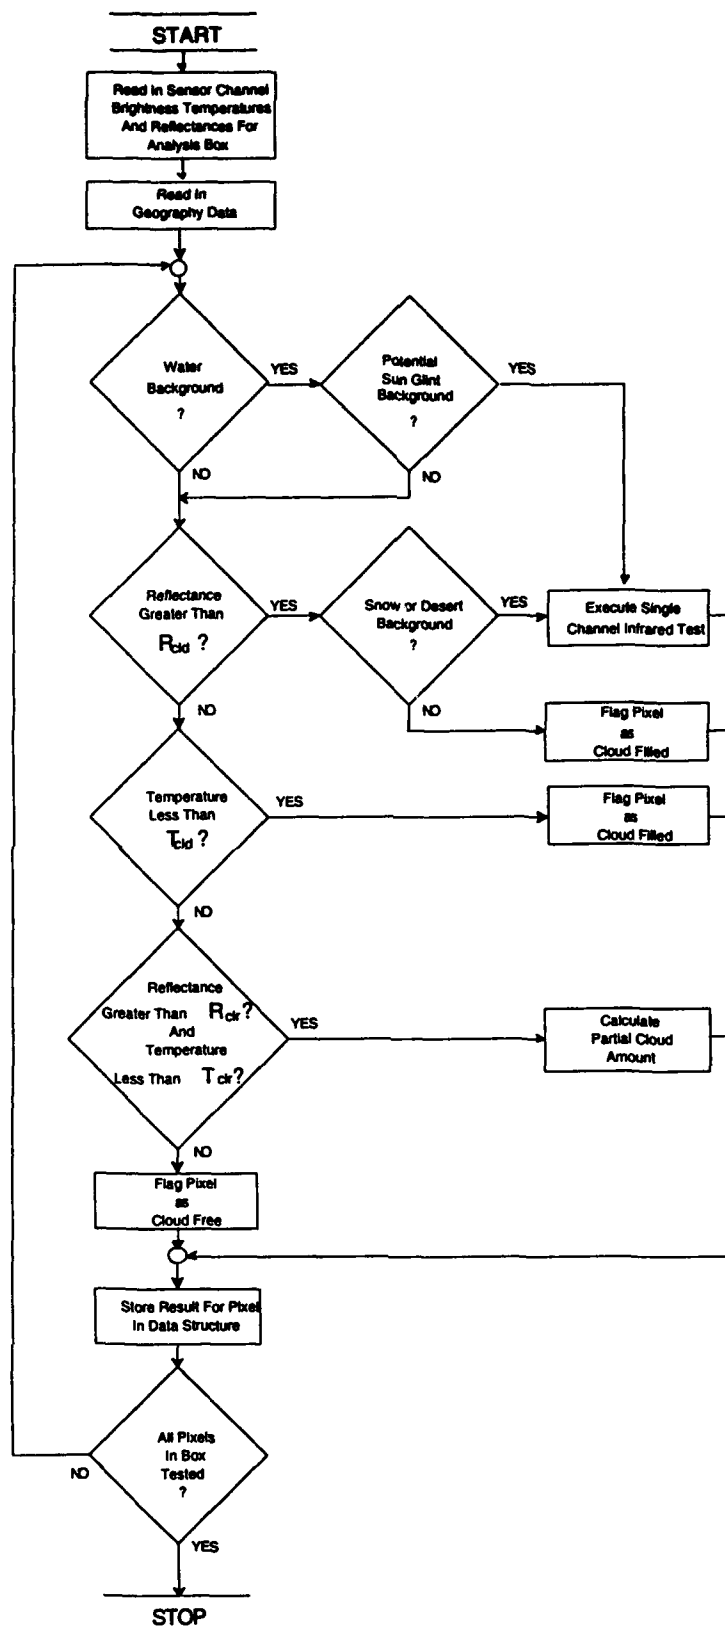 START
Read In Sensor Channel
Brightness Temperatures
And Reflectances For
Analysis Box
Read In
Geography Data
Water
Background
?
YES
NO
Potential
Sun Glint
Background
?
YES
NO
Reflectance
Greater Than
Rcld ?
YES
NO
Snow or Desert
Background
?
YES
NO
Execute Single
Channel Infrared Test
Flag Pixel
as
Cloud Filled
Temperature
Less Than
Tcld ?
YES
NO
Flag Pixel
as
Cloud Filled
Reflectance
Greater Than Rclr?
And
Temperature
Less Than Tclr?
YES
NO
Calculate
Partial Cloud
Amount
Flag Pixel
as
Cloud Free
Store Result For Pixel
In Data Structure
All Pixels
In Box
Tested
?
NO
YES
STOP